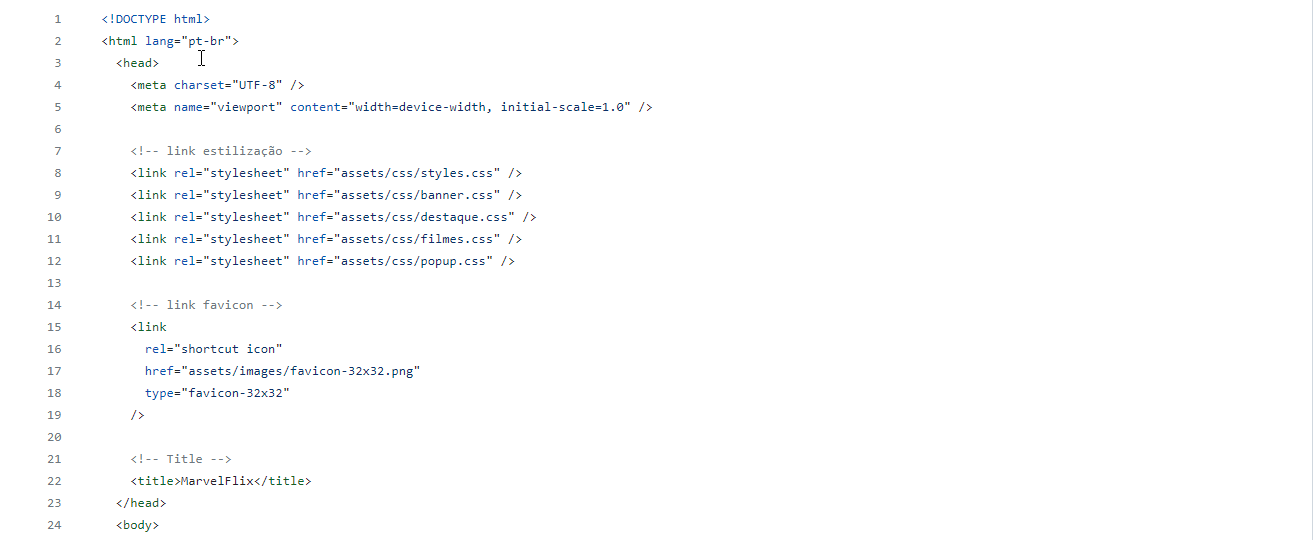 1 <!DOCTYPE html>
2 <html lang="pt-br">
3 <head>
4 <meta charset="UTF-8" />
5 <meta name="viewport" content="width=device-width, initial-scale=1.0" />
6
7 <!-- link estilização -->
8 <link rel="stylesheet" href="assets/css/styles.css" />
9 <link rel="stylesheet" href="assets/css/banner.css" />
10 <link rel="stylesheet" href="assets/css/destaque.css" />
11 <link rel="stylesheet" href="assets/css/filmes.css" />
12 <link rel="stylesheet" href="assets/css/popup.css" />
13
14 <!-- link favicon -->
15 <link
16 rel="shortcut icon"
17 href="assets/images/favicon-32x32.png"
18 type="favicon-32x32"
19 />
20
21 <!-- Title -->
22 <title>MarvelFlix</title>
23 </head>
24 <body>